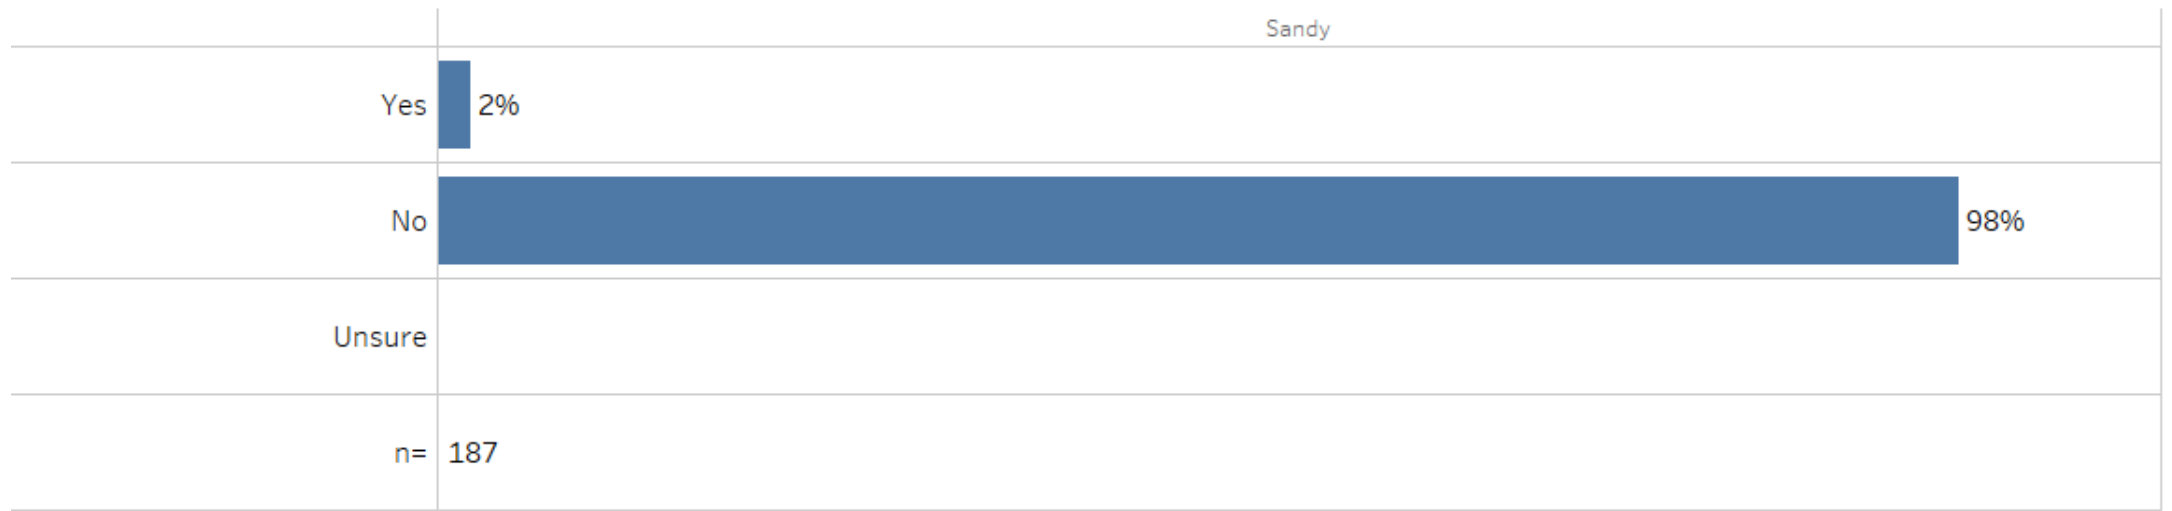 Sandy
Yes 2%
No 98%
Unsure
n= 187